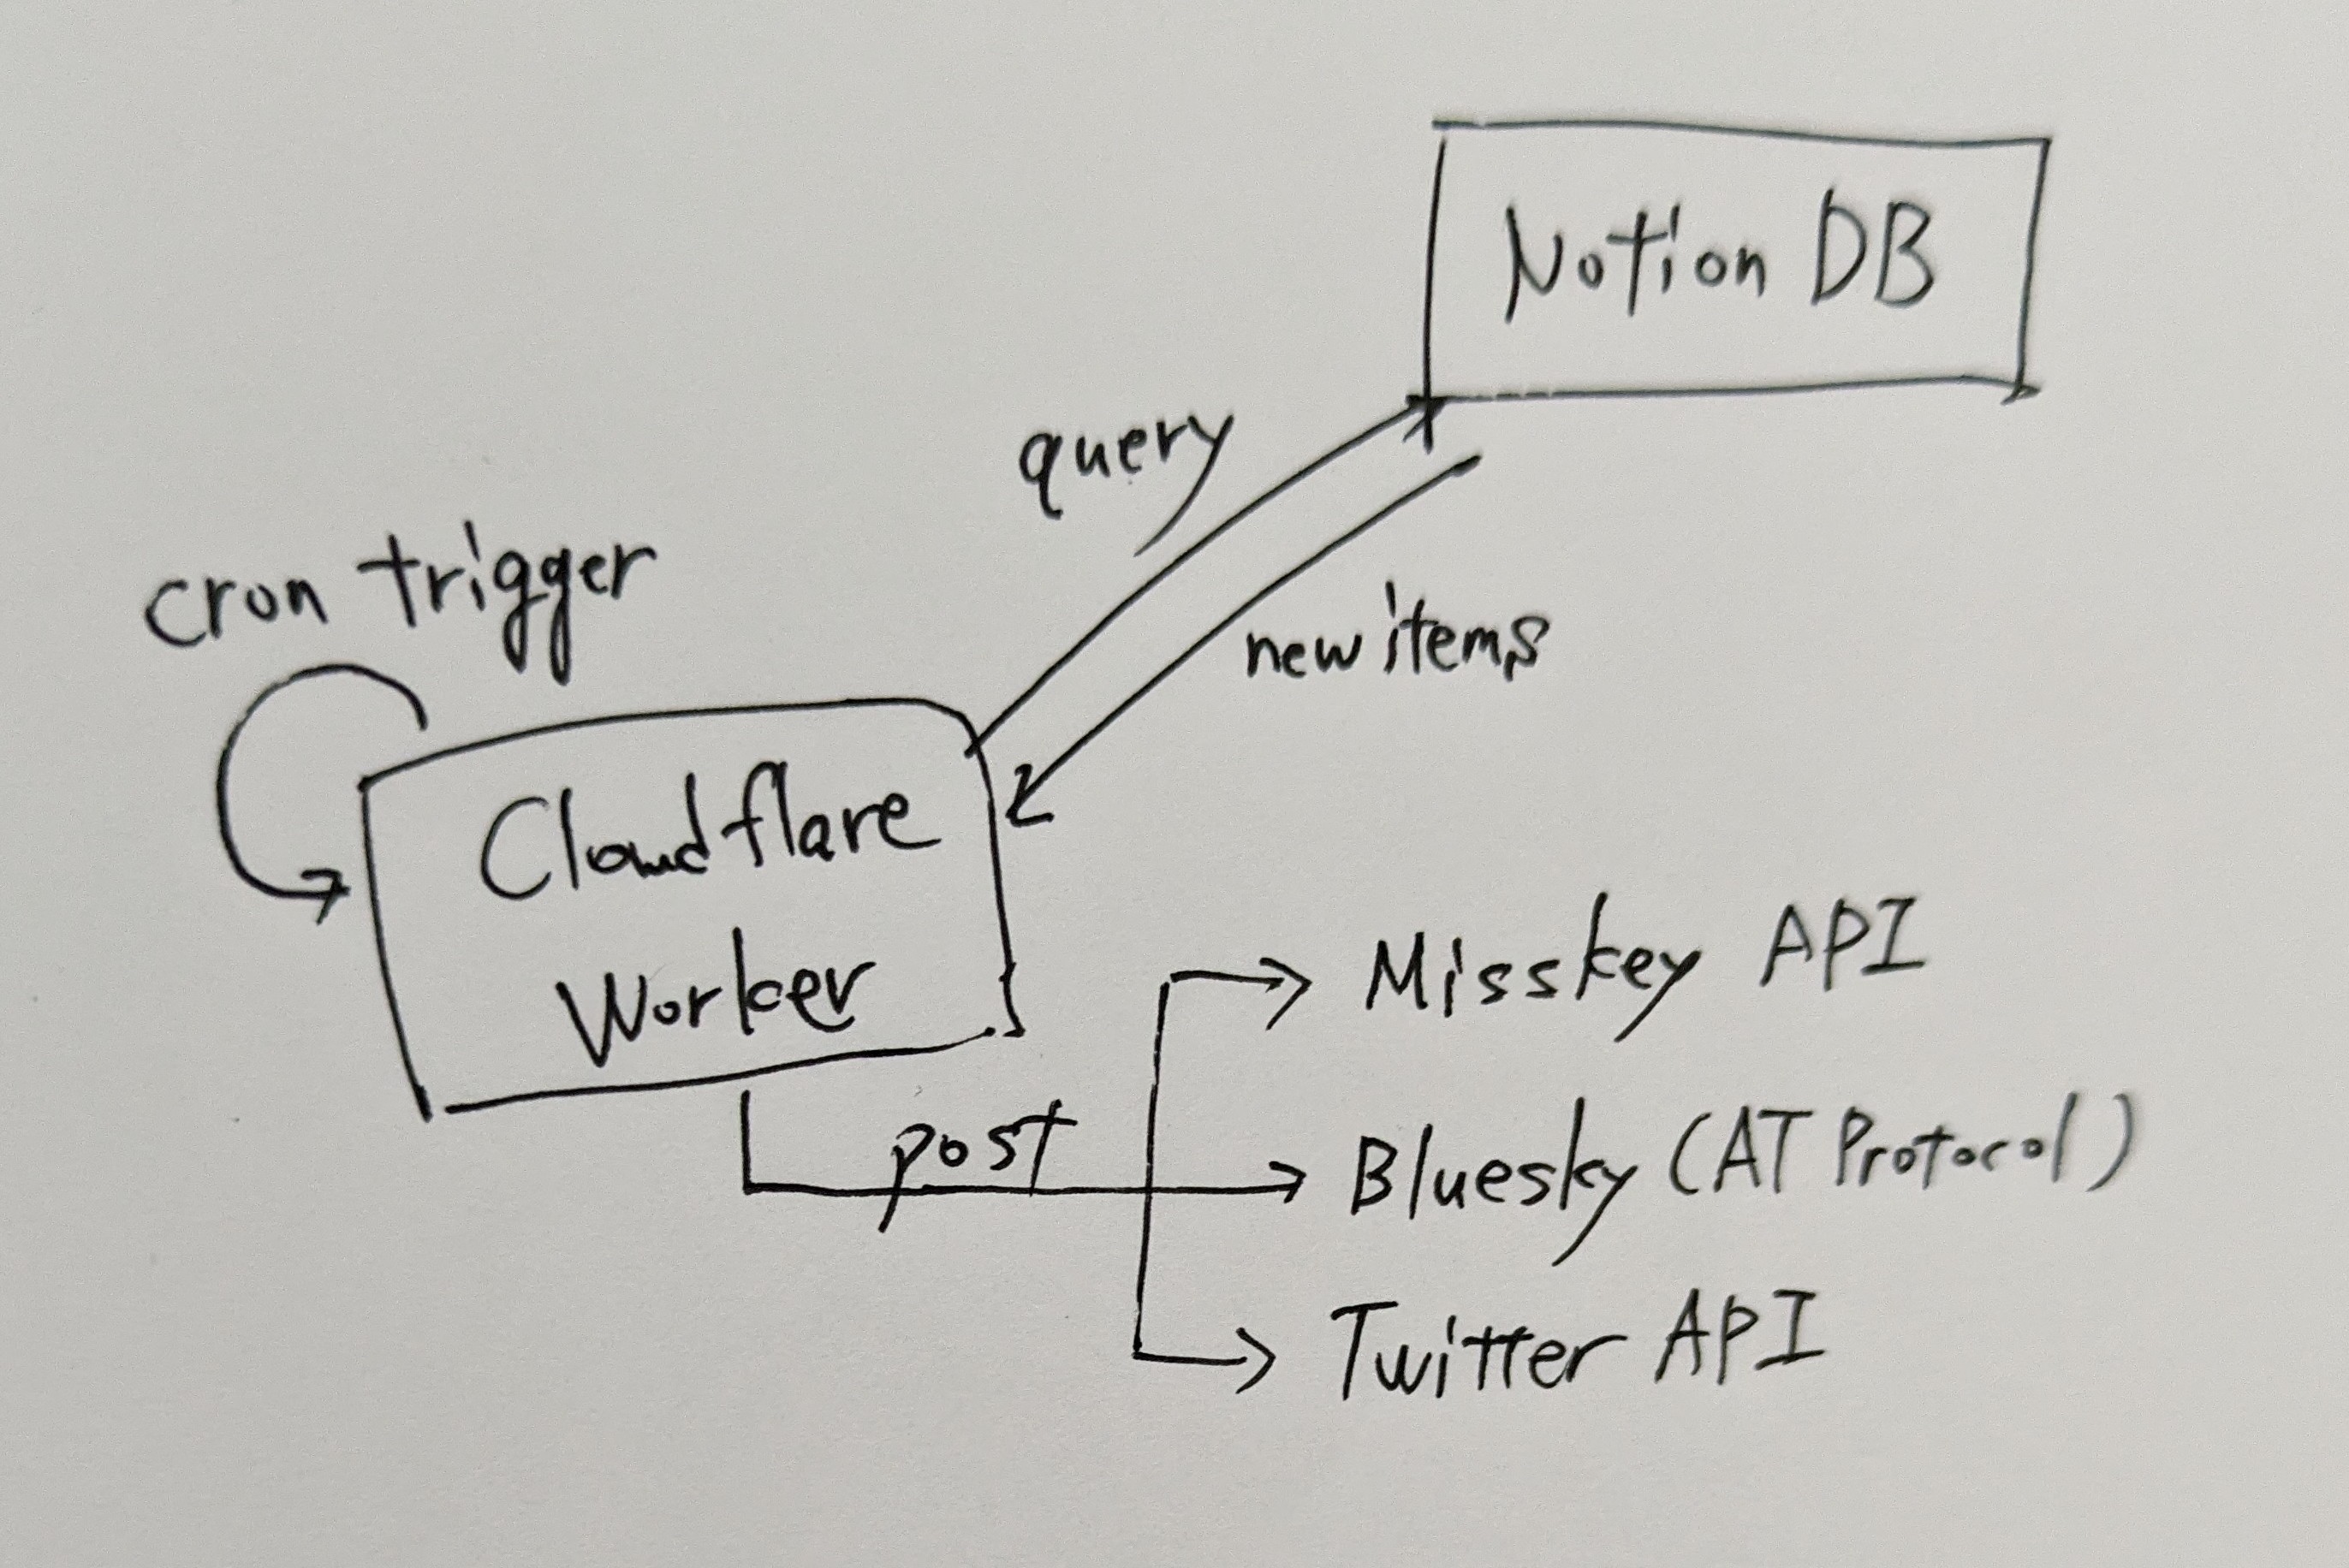 Notion DB
query
new items
cron trigger
Cloudflare
Worker
post
Misskey API
Bluesky (AT Protocol)
Twitter API